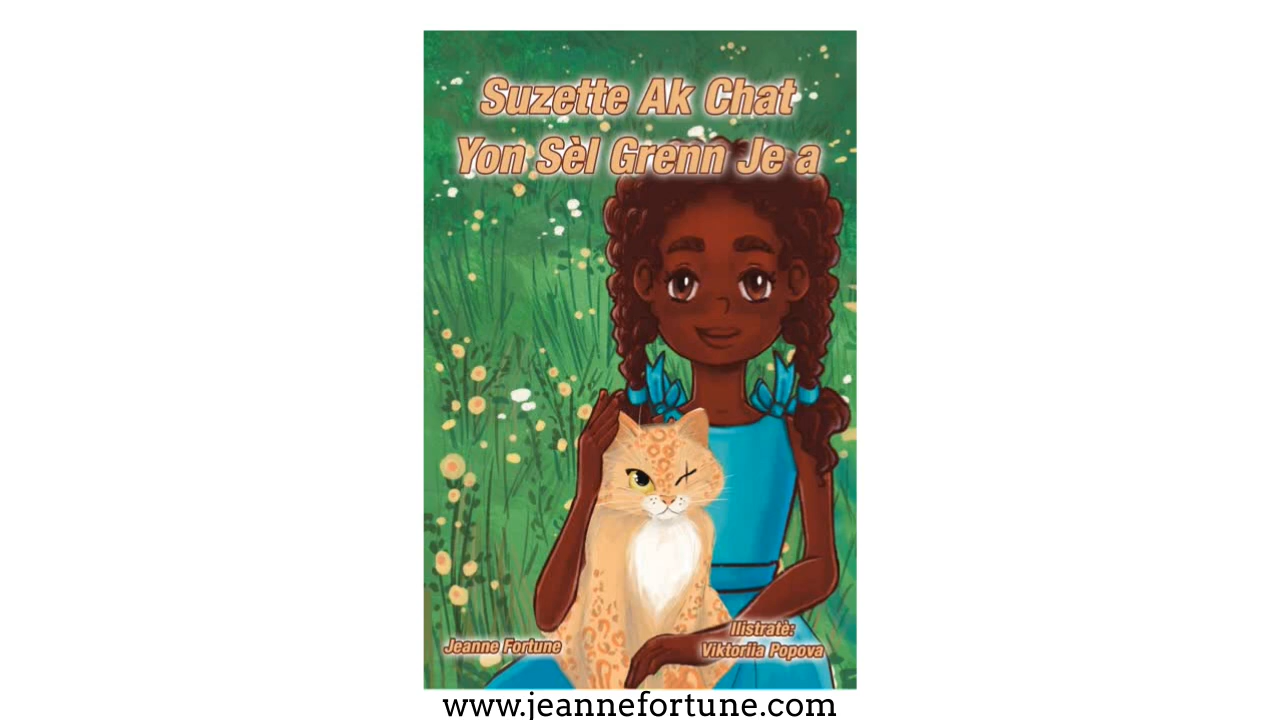 Suzette Ak Chat
Yon Sèl Grenn Je a
Jeanne Fortune
Ilistratè:
Viktoriia Popova
www.jeannefortune.com